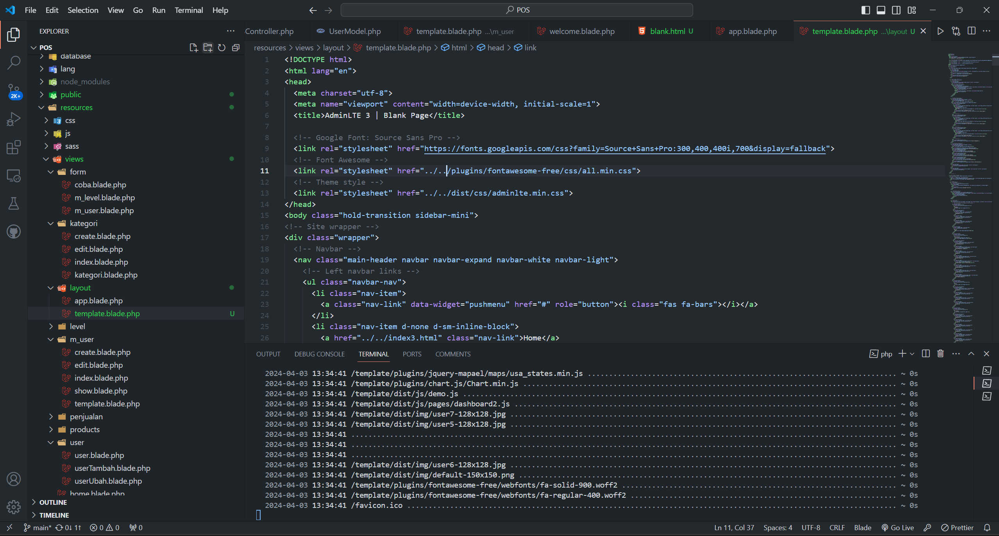 File Edit Selection View Go Run Terminal Help
POS
EXPLORER
POS
database
lang
node_modules
public
resources
css
js
sass
views
form
coba.blade.php
m_level.blade.php
m_user.blade.php
kategori
create.blade.php
edit.blade.php
index.blade.php
kategori.blade.php
layout
app.blade.php
template.blade.php U
level
m_user
create.blade.php
edit.blade.php
index.blade.php
show.blade.php
template.blade.php
penjualan
products
user
user.blade.php
userTambah.blade.php
userUbah.blade.php
home.blade.php
OUTLINE
TIMELINE
2K+
Controller.php UserModel.php template.blade.php ...\m_user welcome.blade.php blank.html U app.blade.php template.blade.php ...\layout U
resources > views > layout > template.blade.php > html > head > link
1 <!DOCTYPE html>
2 <html lang="en">
3 <head>
4 <meta charset="utf-8">
5 <meta name="viewport" content="width=device-width, initial-scale=1">
6 <title>AdminLTE 3 | Blank Page</title>
7
8 <!-- Google Font: Source Sans Pro -->
9 <link rel="stylesheet" href="https://fonts.googleapis.com/css?family=Source+Sans+Pro:300,400,400i,700&display=fallback">
10 <!-- Font Awesome -->
11 <link rel="stylesheet" href="../../plugins/fontawesome-free/css/all.min.css">
12 <!-- Theme style -->
13 <link rel="stylesheet" href="../../dist/css/adminlte.min.css">
14 </head>
15 <body class="hold-transition sidebar-mini">
16 <!-- Site wrapper -->
17 <div class="wrapper">
18 <!-- Navbar -->
19 <nav class="main-header navbar navbar-expand navbar-white navbar-light">
20 <!-- Left navbar links -->
21 <ul class="navbar-nav">
22 <li class="nav-item">
23 <a class="nav-link" data-widget="pushmenu" href="#" role="button"><i class="fas fa-bars"></i></a>
24 </li>
25 <li class="nav-item d-none d-sm-inline-block">
26 <a href="../../index3.html" class="nav-link">Home</a>
OUTPUT DEBUG CONSOLE TERMINAL PORTS COMMENTS
php
2024-04-03 13:34:41 /template/plugins/jquery-mapael/maps/usa_states.min.js ........ ~ 0s
2024-04-03 13:34:41 /template/plugins/chart.js/Chart.min.js ........ ~ 0s
2024-04-03 13:34:41 /template/dist/js/demo.js ........ ~ 0s
2024-04-03 13:34:41 /template/dist/js/pages/dashboard2.js ........ ~ 0s
2024-04-03 13:34:41 /template/dist/img/user7-128x128.jpg ........ ~ 0s
2024-04-03 13:34:41 /template/dist/img/user5-128x128.jpg ........ ~ 0s
2024-04-03 13:34:41 ........ ~ 0s
2024-04-03 13:34:41 ........ ~ 0s
2024-04-03 13:34:41 ........ ~ 0s
2024-04-03 13:34:41 /template/dist/img/user6-128x128.jpg ........ ~ 0s
2024-04-03 13:34:41 /template/dist/img/default-150x150.png ........ ~ 0s
2024-04-03 13:34:41 /template/plugins/fontawesome-free/webfonts/fa-solid-900.woff2 ........ ~ 0s
2024-04-03 13:34:41 /template/plugins/fontawesome-free/webfonts/fa-regular-400.woff2 ........ ~ 0s
2024-04-03 13:34:41 /favicon.ico ........ ~ 0s
main* 0↓ 1↑ 0 0 0 Ln 11, Col 37 Spaces: 4 UTF-8 CRLF Blade Go Live Prettier